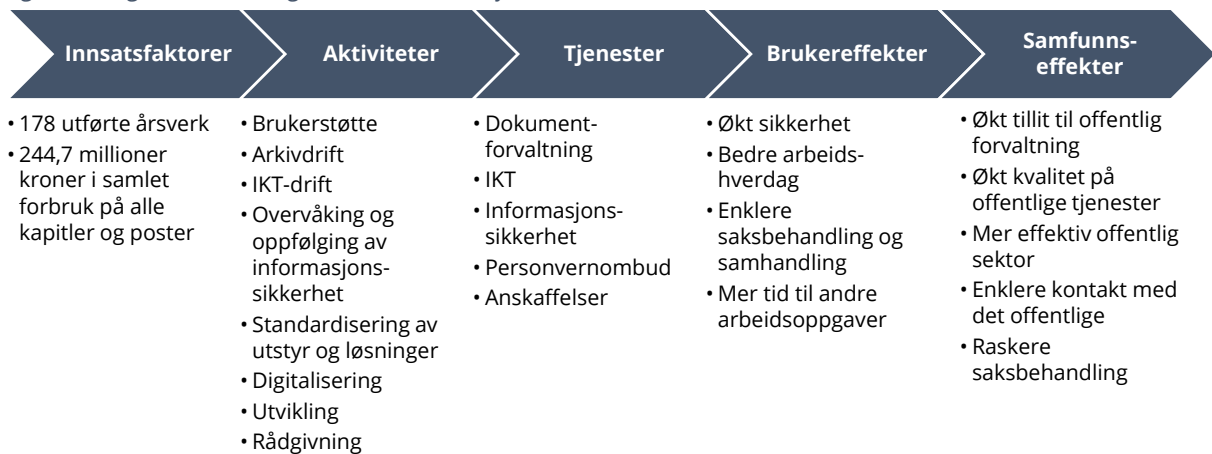 Innsatsfaktorer
• 178 utførte årsverk
• 244,7 millioner
kroner i samlet
forbruk på alle
kapitler og poster
Aktiviteter
• Brukerstøtte
• Arkivdrift
• IKT-drift
• Overvåking og
oppfølging av
informasjons-
sikkerhet
• Standardisering av
utstyr og løsninger
• Digitalisering
• Utvikling
• Rådgivning
Tjenester
• Dokument-
forvaltning
• IKT
• Informasjons-
sikkerhet
• Personvernombud
• Anskaffelser
Brukereffekter
• Økt sikkerhet
• Bedre arbeids-
hverdag
• Enklere
saksbehandling og
samhandling
• Mer tid til andre
arbeidsoppgaver
Samfunns-
effekter
• Økt tillit til offentlig
forvaltning
• Økt kvalitet på
offentlige tjenester
• Mer effektiv offentlig
sektor
• Enklere kontakt med
det offentlige
• Raskere
saksbehandling